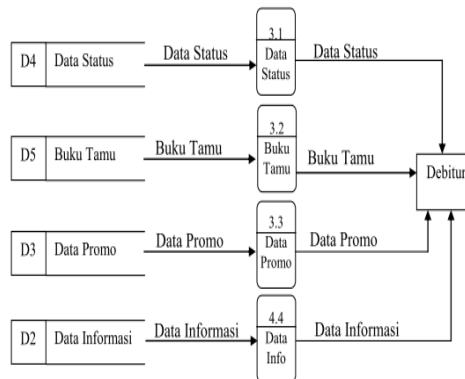 3.1
D4 Data Status Data Status Data Status Data Status
3.2
D5 Buku Tamu Buku Tamu Buku Tamu Buku Tamu
Debitur
3.3
D3 Data Promo Data Promo Data Promo Data Promo
4.4
D2 Data Informasi Data Informasi Data Info Data Informasi